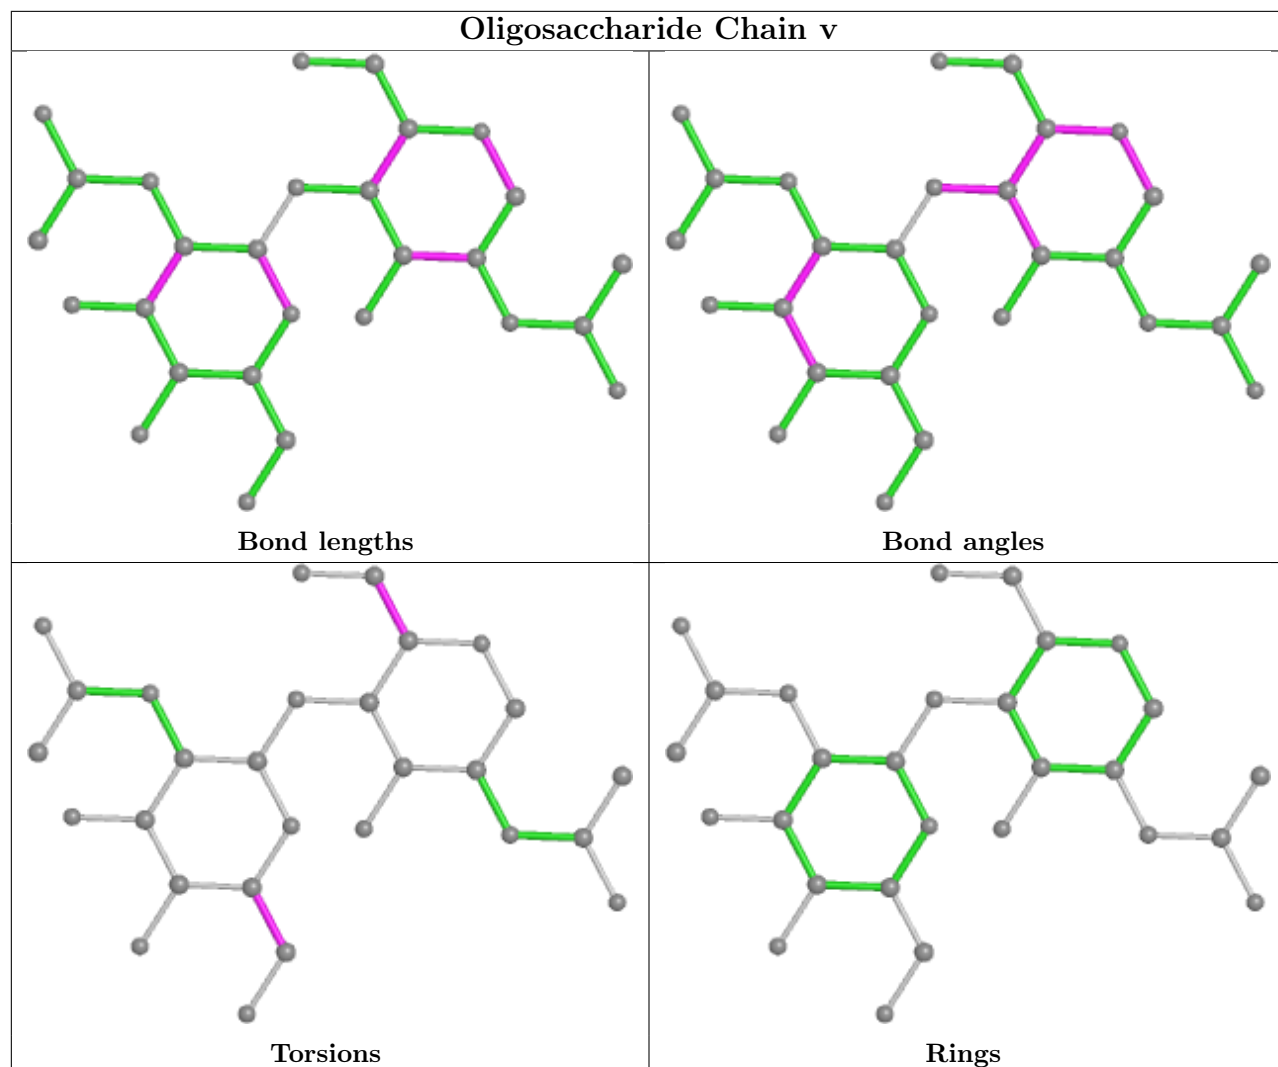 Oligosaccharide Chain v
Bond lengths
Bond angles
Torsions
Rings